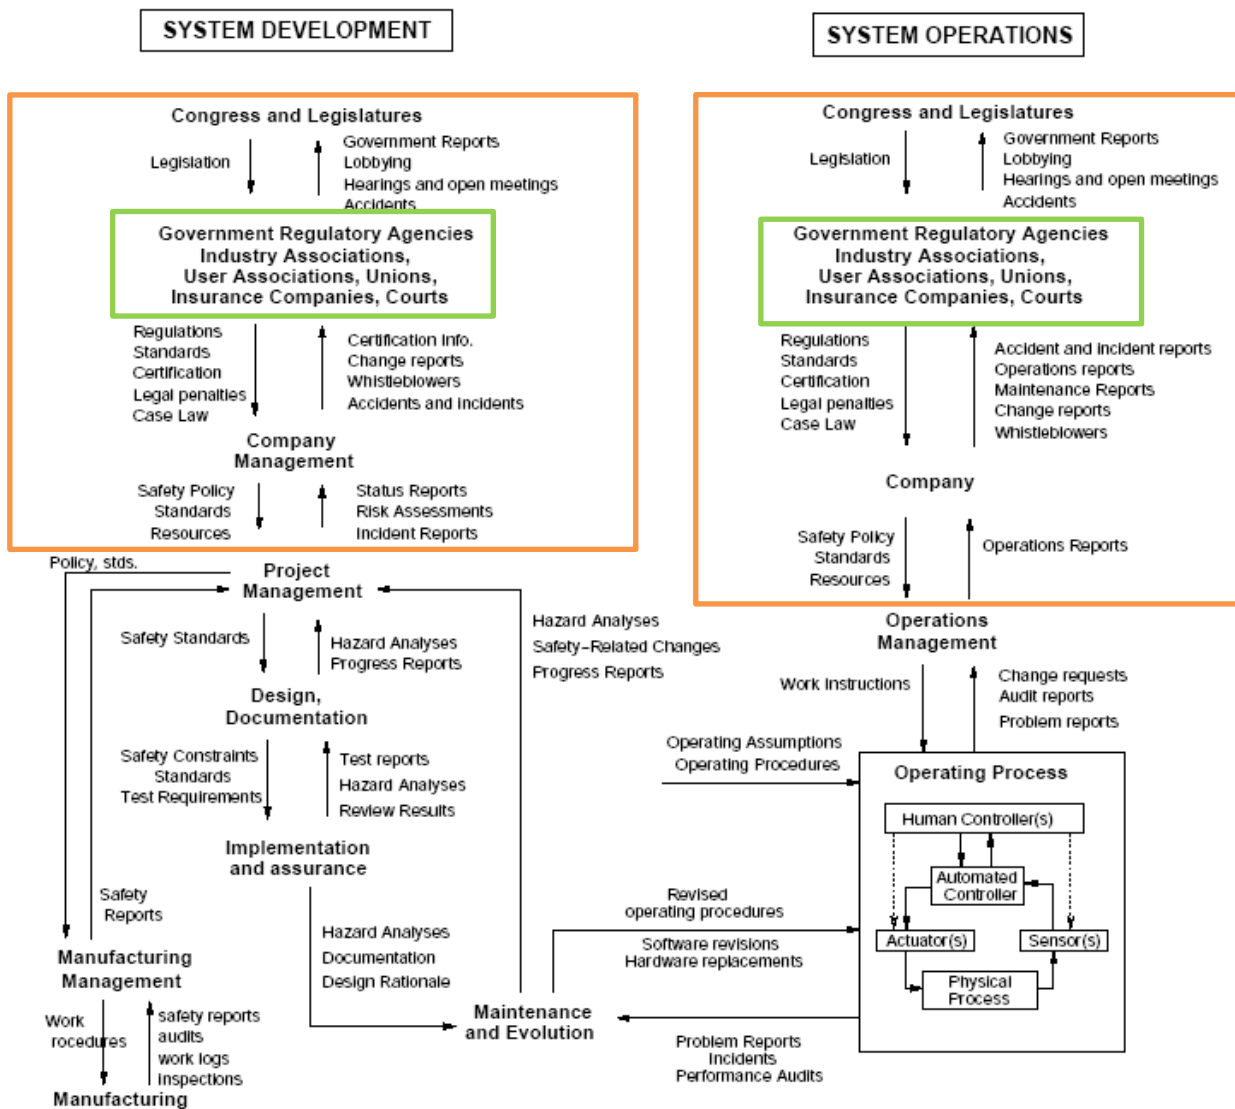 SYSTEM DEVELOPMENT
Congress and Legislatures
Legislation
Government Reports
Lobbying
Hearings and open meetings
Accidents
Government Regulatory Agencies
Industry Associations,
User Associations, Unions,
Insurance Companies, Courts
Regulations
Standards
Certification
Legal penalties
Case Law
Certification Info.
Change reports
Whistleblowers
Accidents and incidents
Company
Management
Safety Policy
Standards
Resources
Status Reports
Risk Assessments
Incident Reports
Policy, stds.
Project
Management
Safety Standards
Hazard Analyses
Progress Reports
Hazard Analyses
Safety-Related Changes
Progress Reports
Design,
Documentation
Safety Constraints
Standards
Test Requirements
Test reports
Hazard Analyses
Review Results
Implementation
and assurance
Safety
Reports
Hazard Analyses
Documentation
Design Rationale
Manufacturing
Management
Work
rocedures
safety reports
audits
work logs
inspections
Manufacturing
Maintenance
and Evolution
SYSTEM OPERATIONS
Congress and Legislatures
Legislation
Government Reports
Lobbying
Hearings and open meetings
Accidents
Government Regulatory Agencies
Industry Associations,
User Associations, Unions,
Insurance Companies, Courts
Regulations
Standards
Certification
Legal penalties
Case Law
Accident and incident reports
Operations reports
Maintenance Reports
Change reports
Whistleblowers
Company
Safety Policy
Standards
Resources
Operations Reports
Operations
Management
Work Instructions
Change requests
Audit reports
Problem reports
Operating Assumptions
Operating Procedures
Operating Process
Human Controller(s)
Automated
Controller
Actuator(s)
Sensor(s)
Physical
Process
Revised
operating procedures
Software revisions
Hardware replacements
Problem Reports
Incidents
Performance Audits